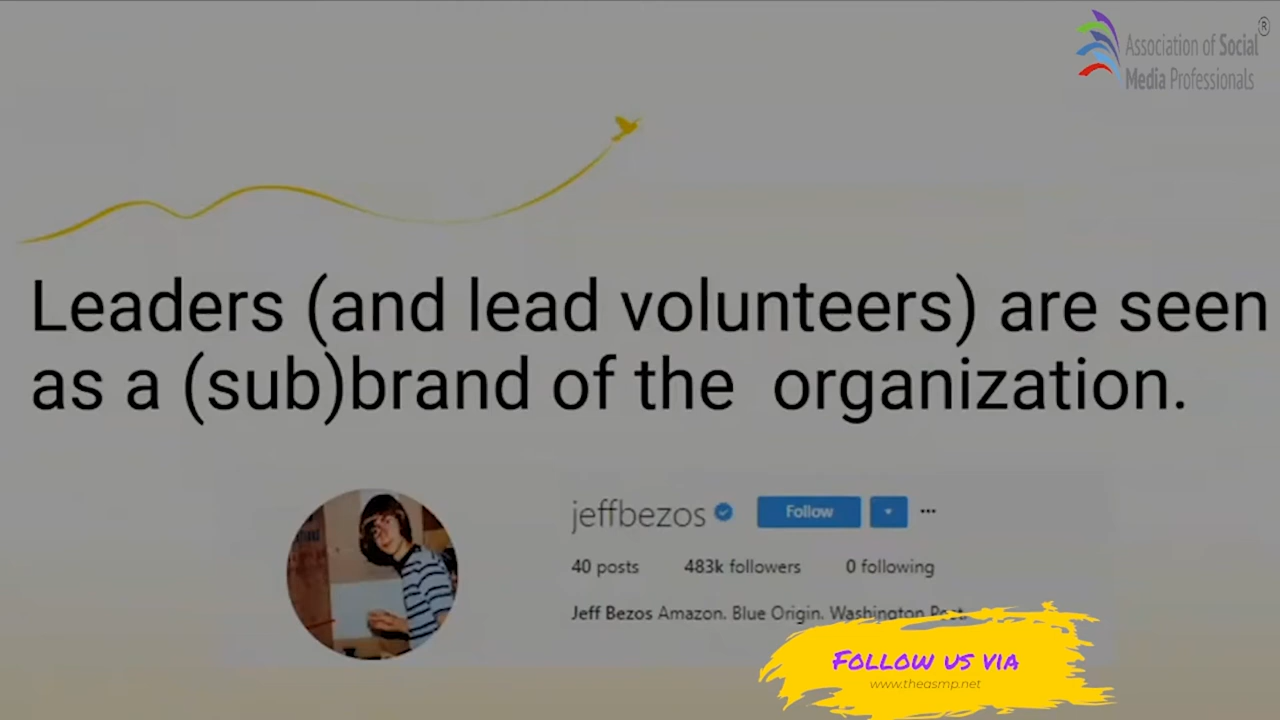 Association of Social ®
Media Professionals
Leaders (and lead volunteers) are seen
as a (sub)brand of the organization.
jeffbezos Follow ...
40 posts 483k followers 0 following
Jeff Bezos Amazon. Blue Origin. Washington Post.
Follow us via
www.theasmp.net